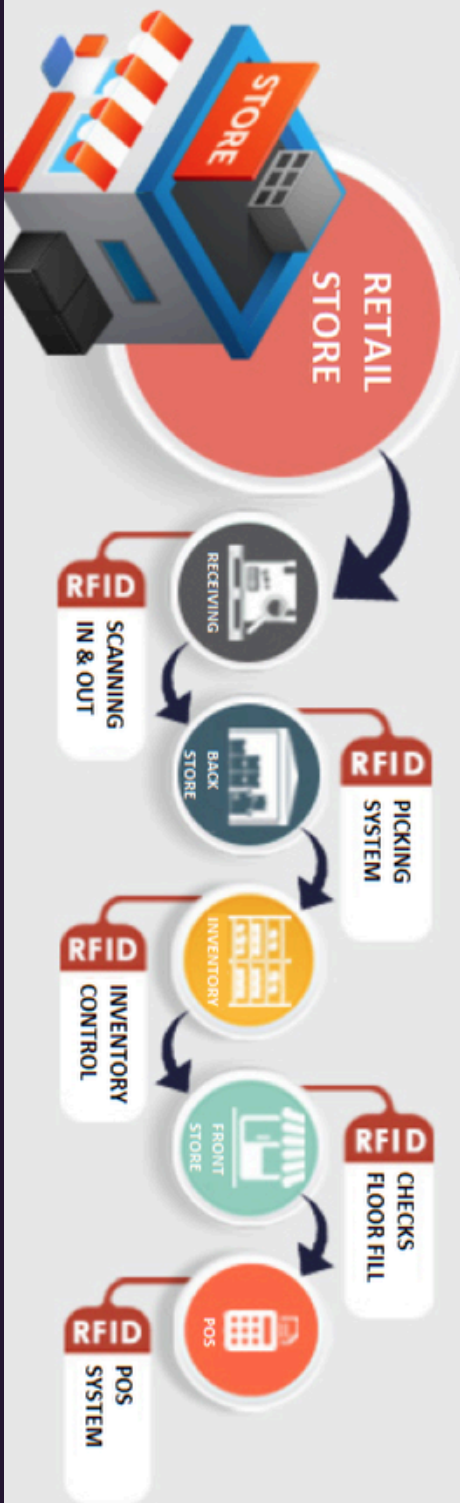 STORE
RETAIL
STORE
RECEIVING
RFID
SCANNING
IN & OUT
BACK
STORE
RFID
PICKING
SYSTEM
INVENTORY
RFID
INVENTORY
CONTROL
FRONT
STORE
RFID
CHECKS
FLOOR FILL
POS
RFID
POS
SYSTEM